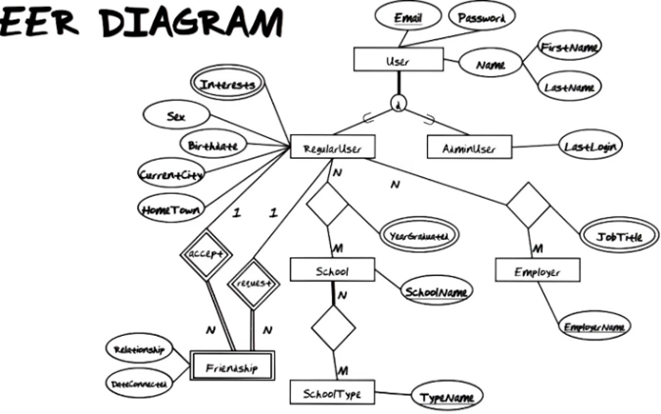 EER DIAGRAM
Email
Password
User
Name
FirstName
LastName
Interests
d
Sex
Birthdate
RegularUser
AdminUser
LastLogin
CurrentCity
N
N
HomeTown
1
1
accept
YearGraduated
JobTitle
request
M
M
School
Employer
SchoolName
N
N
N
EmployerName
Relationship
Friendship
DateConnected
M
SchoolType
TypeName